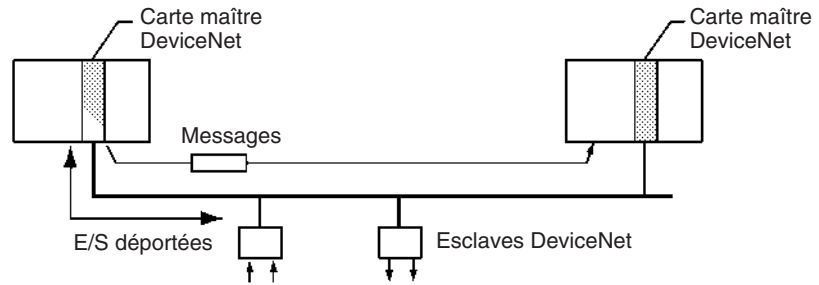 Carte maître
DeviceNet
Carte maître
DeviceNet
Messages
E/S déportées
Esclaves DeviceNet